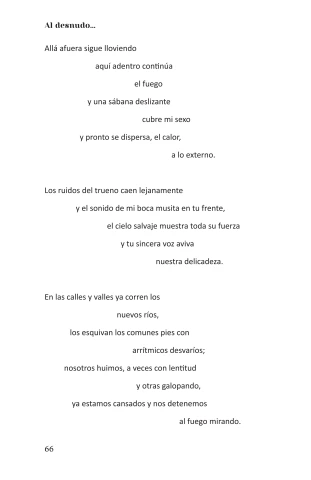 Al desnudo...
Allá afuera sigue lloviendo
aquí adentro continúa
el fuego
y una sábana deslizante
cubre mi sexo
y pronto se dispersa, el calor,
a lo externo.
Los ruidos del trueno caen lejanamente
y el sonido de mi boca musita en tu frente,
el cielo salvaje muestra toda su fuerza
y tu sincera voz aviva
nuestra delicadeza.
En las calles y valles ya corren los
nuevos ríos,
los esquivan los comunes pies con
arrítmicos desvaríos;
nosotros huimos, a veces con lentitud
y otras galopando,
ya estamos cansados y nos detenemos
al fuego mirando.
66